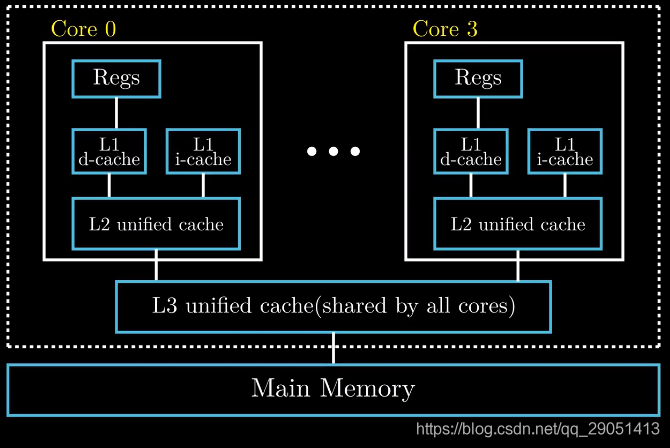 Core 0
Core 3
Regs
Regs
L1
d-cache
L1
i-cache
L1
d-cache
L1
i-cache
L2 unified cache
L2 unified cache
L3 unified cache(shared by all cores)
Main Memory
https://blog.csdn.net/qq_29051413